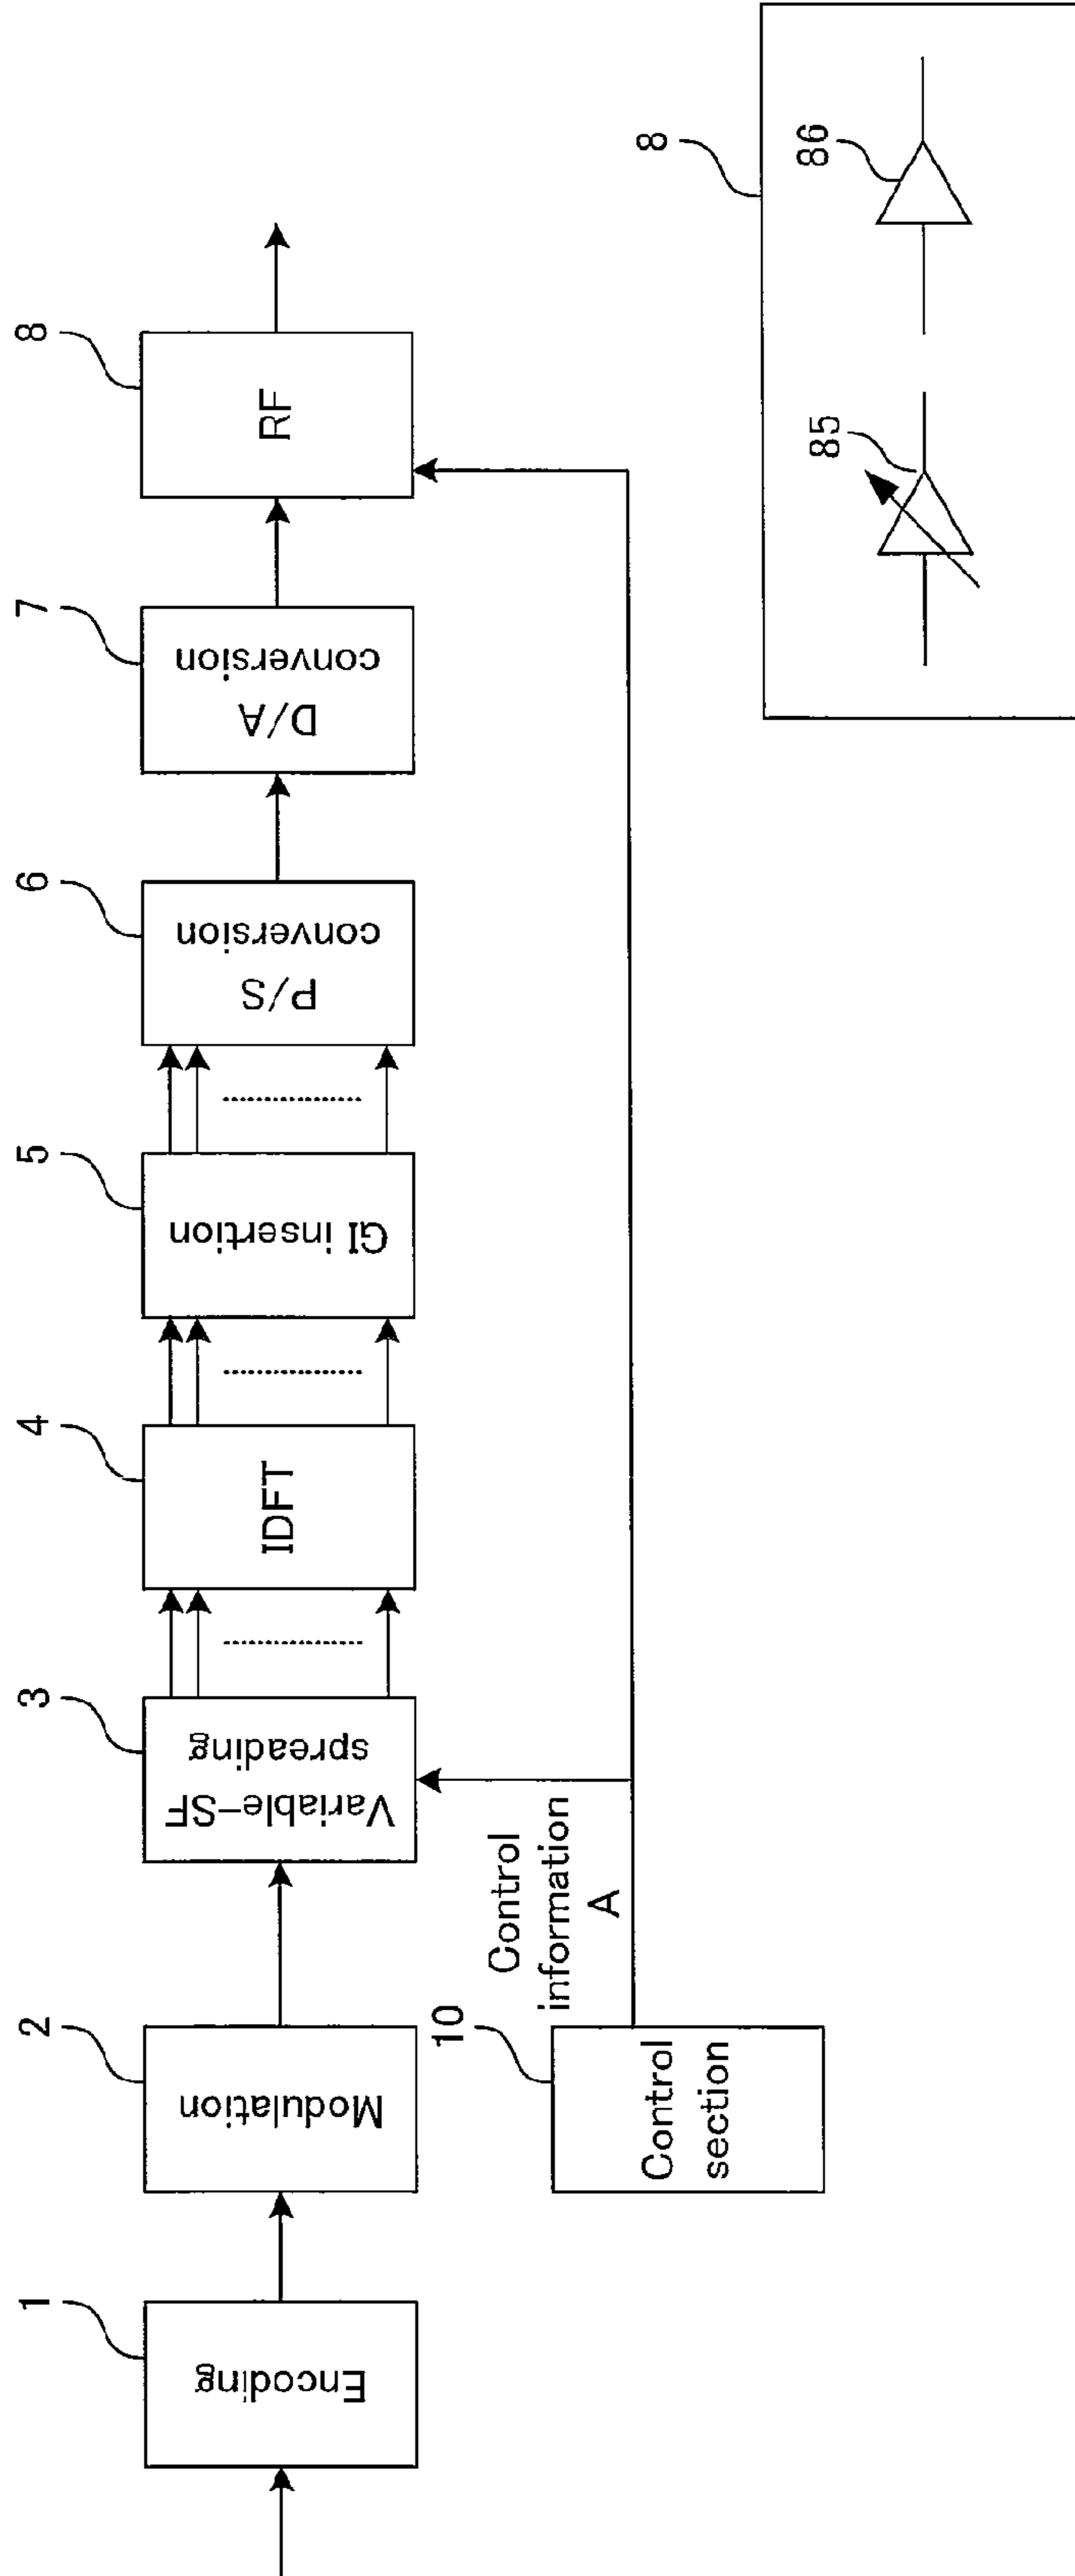 1
Encoding
2
Modulation
3
Variable-SF
spreading
4
IDFT
5
GI insertion
6
P/S
conversion
7
D/A
conversion
8
RF
10
Control
section
Control
information
A
8
85
86